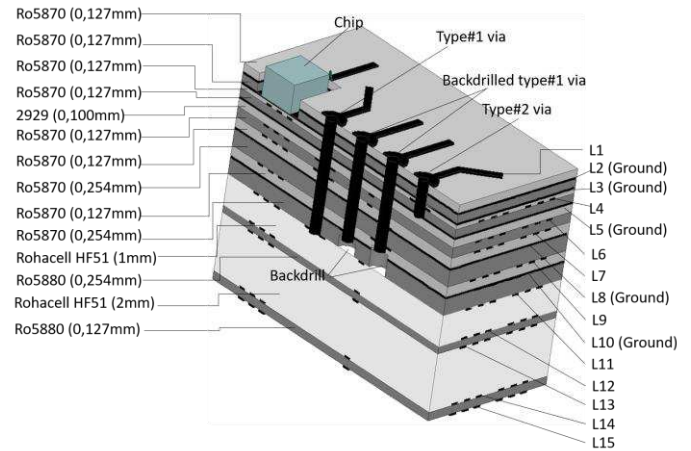 Ro5870 (0,127mm)
Ro5870 (0,127mm)
Ro5870 (0,127mm)
2929 (0,100mm)
Ro5870 (0,127mm)
Ro5870 (0,127mm)
Ro5870 (0,254mm)
Ro5870 (0,127mm)
Ro5870 (0,254mm)
Rohacell HF51 (1mm)
Ro5880 (0,254mm)
Rohacell HF51 (2mm)
Ro5880 (0,127mm)
Chip
Type#1 via
Backdrilled type#1 via
Type#2 via
Backdrill
L1
L2 (Ground)
L3 (Ground)
L4
L5 (Ground)
L6
L7
L8 (Ground)
L9
L10 (Ground)
L11
L12
L13
L14
L15